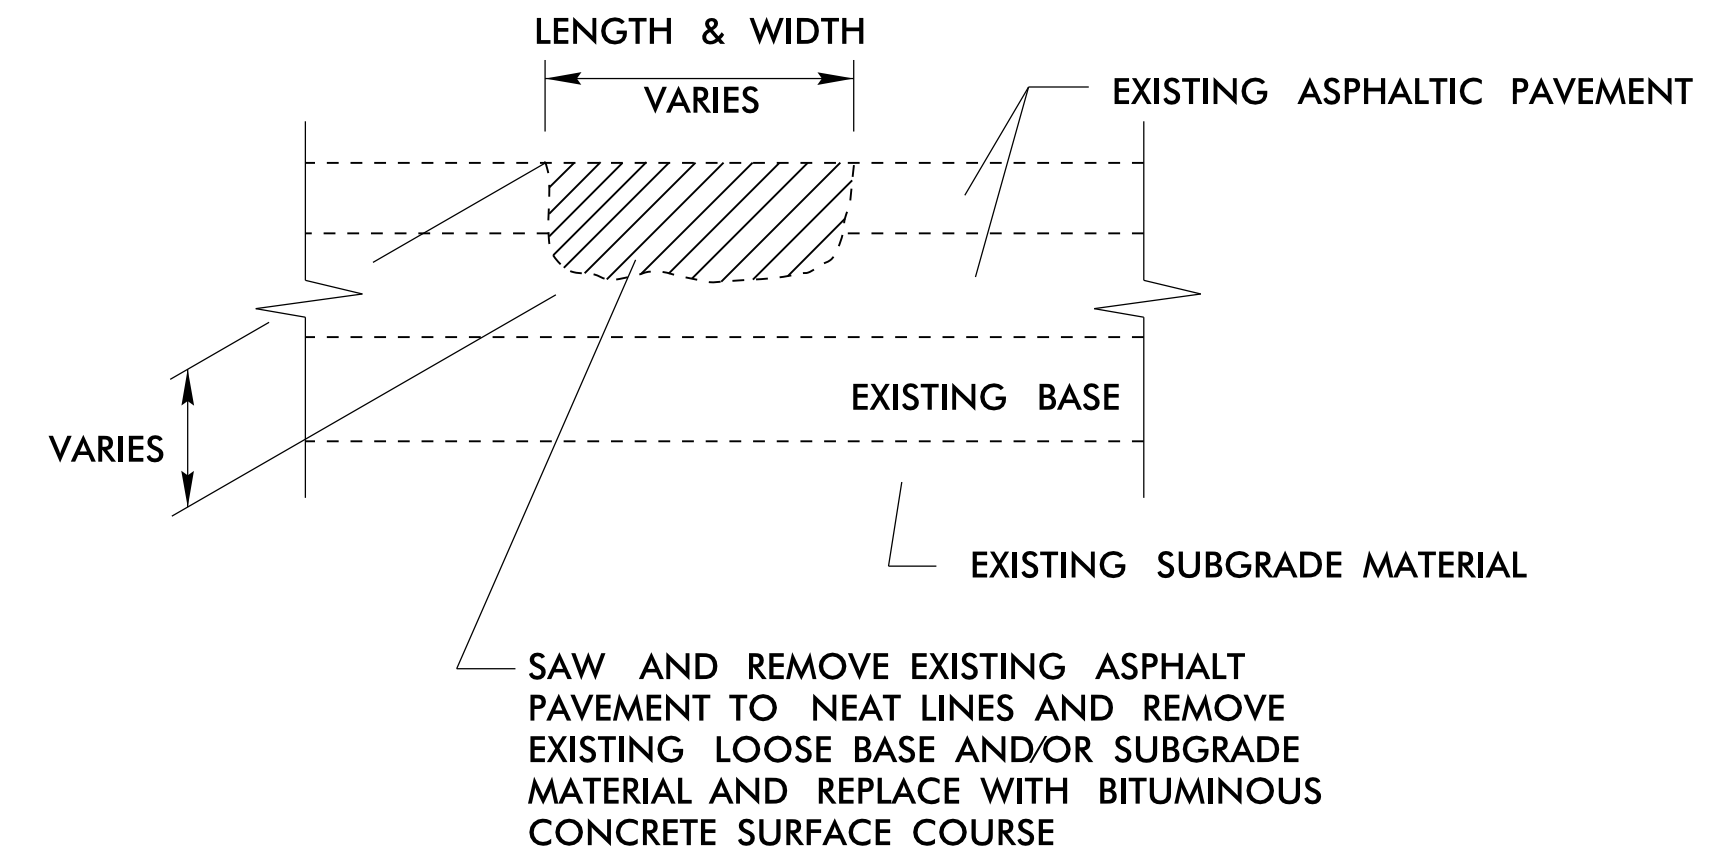 LENGTH & WIDTH
VARIES
EXISTING ASPHALTIC PAVEMENT
EXISTING BASE
VARIES
EXISTING SUBGRADE MATERIAL
SAW AND REMOVE EXISTING ASPHALT
PAVEMENT TO NEAT LINES AND REMOVE
EXISTING LOOSE BASE AND/OR SUBGRADE
MATERIAL AND REPLACE WITH BITUMINOUS
CONCRETE SURFACE COURSE